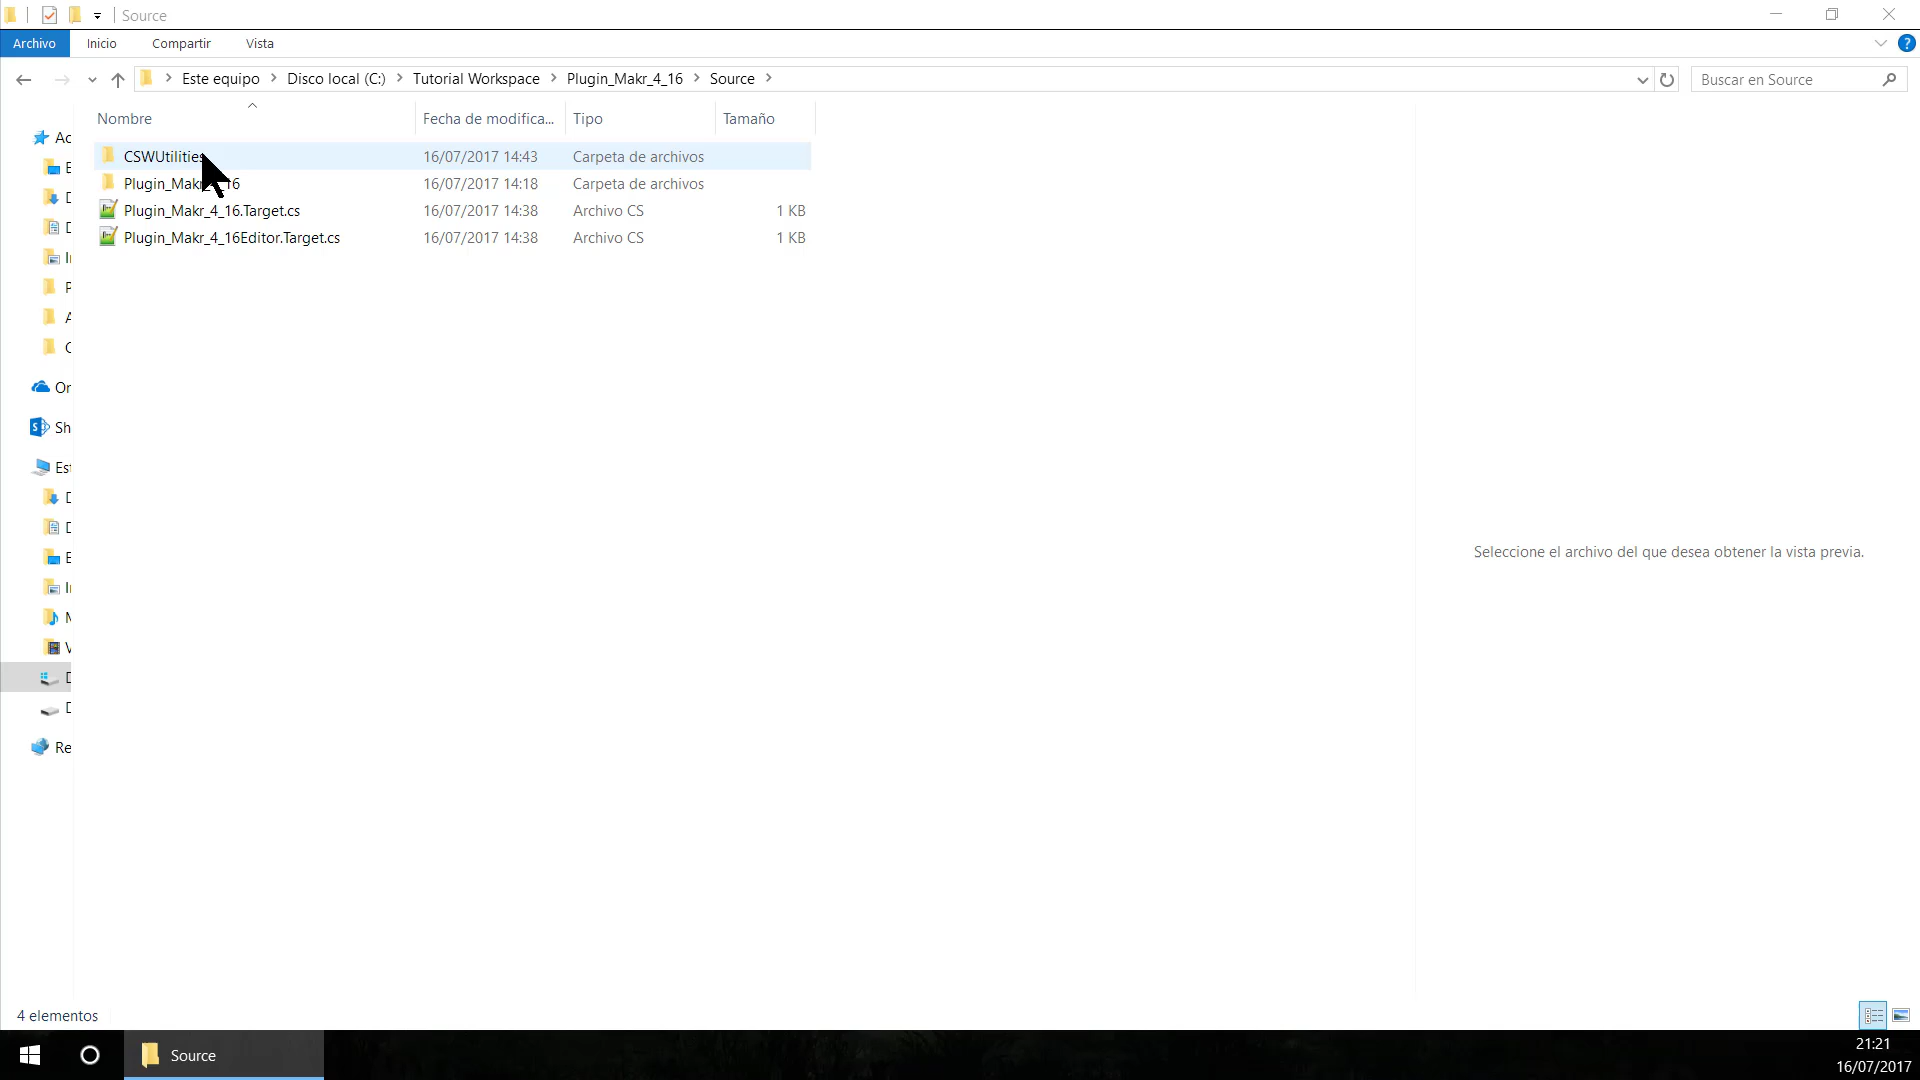 Source
Archivo Inicio Compartir Vista
Este equipo Disco local (C:) Tutorial Workspace Plugin_Makr_4_16 Source
Buscar en Source
Nombre Fecha de modifica... Tipo Tamaño
CSWUtilities 16/07/2017 14:43 Carpeta de archivos
16/07/2017 14:18 Carpeta de archivos
Plugin_Makr_4_16.Target.cs 16/07/2017 14:38 Archivo CS 1 KB
Plugin_Makr_4_16Editor.Target.cs 16/07/2017 14:38 Archivo CS 1 KB
Seleccione el archivo del que desea obtener la vista previa.
4 elementos
Source
21:21
16/07/2017